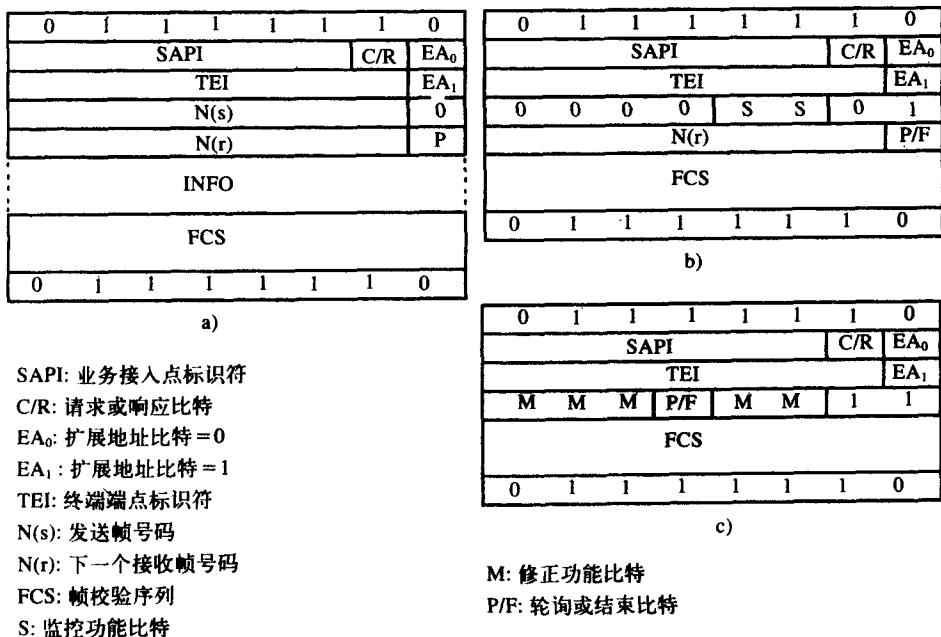 0 1 1 1 1 1 1 0
SAPI C/R EA₀
TEI EA₁
N(s) 0
N(r) P
INFO
FCS
0 1 1 1 1 1 1 0
a)
SAPI: 业务接入点标识符
C/R: 请求或响应比特
EA₀: 扩展地址比特=0
EA₁: 扩展地址比特=1
TEI: 终端端点标识符
N(s): 发送帧号码
N(r): 下一个接收帧号码
FCS: 帧校验序列
S: 监控功能比特
0 1 1 1 1 1 1 0
SAPI C/R EA₀
TEI EA₁
0 0 0 0 S S 0 1
N(r) P/F
FCS
0 1 1 1 1 1 1 0
b)
0 1 1 1 1 1 1 0
SAPI C/R EA₀
TEI EA₁
M M M P/F M M 1 1
FCS
0 1 1 1 1 1 1 0
c)
M: 修正功能比特
P/F: 轮询或结束比特